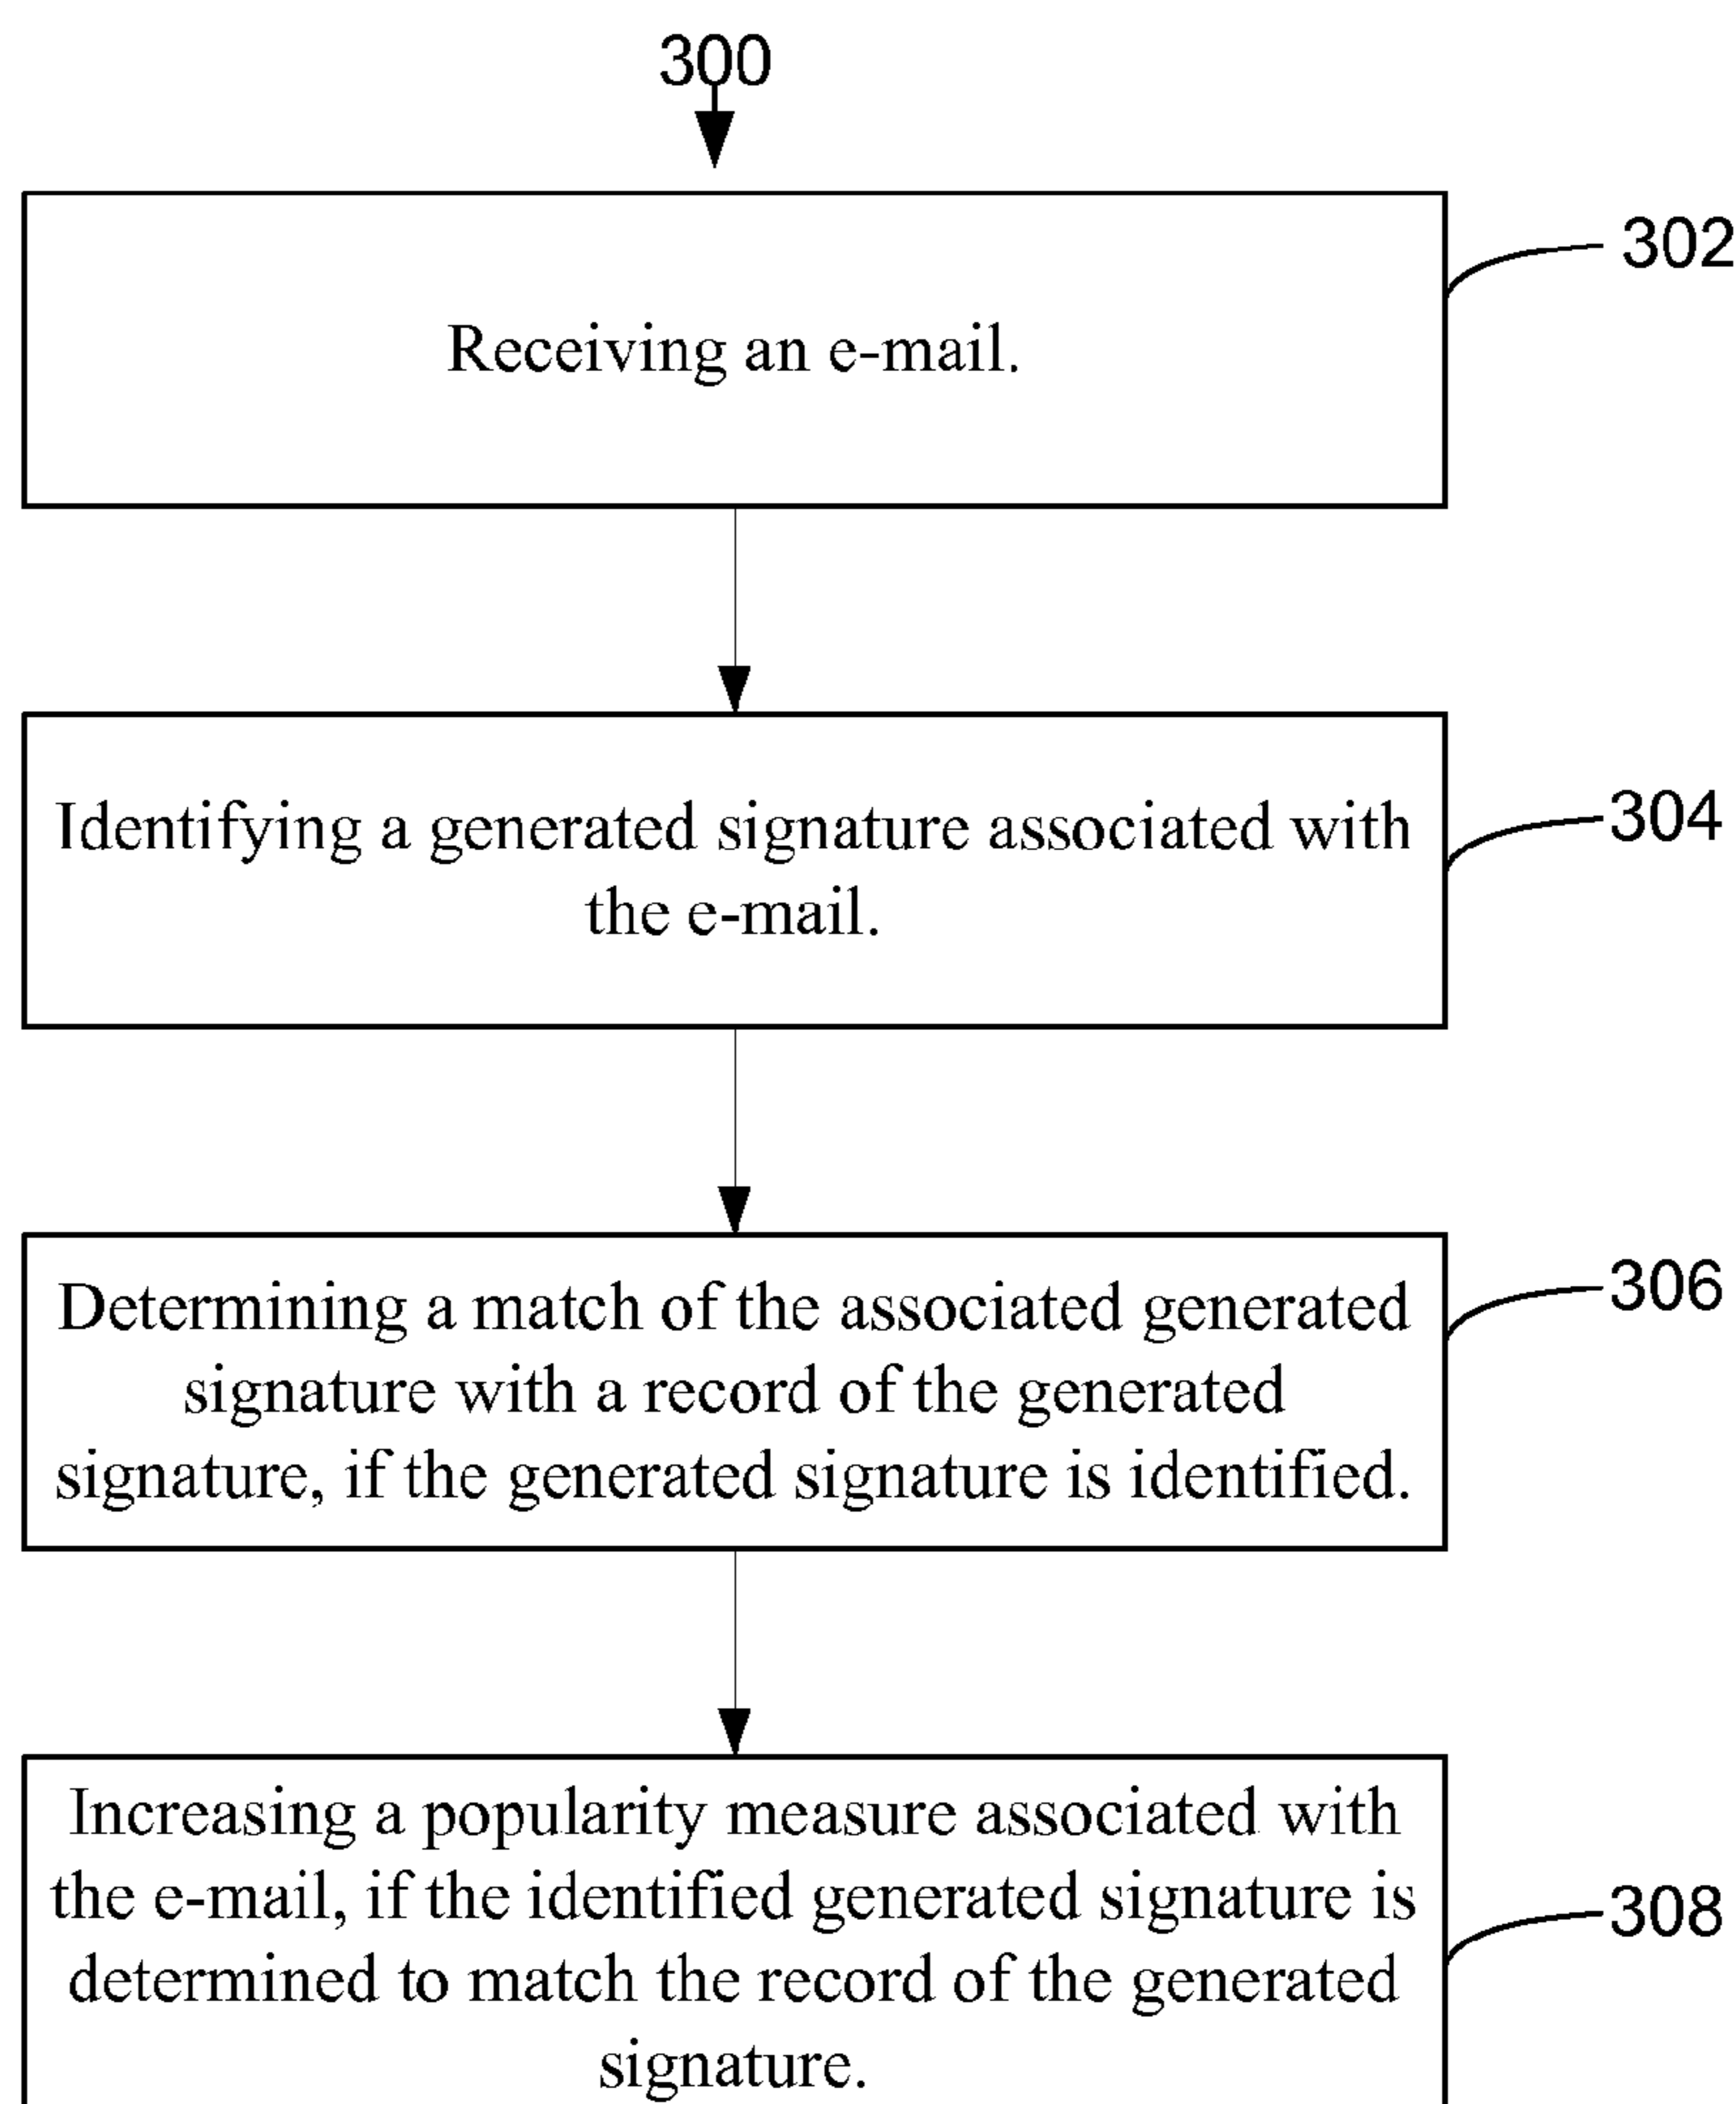 300
302
Receiving an e-mail.
304
Identifying a generated signature associated with
the e-mail.
306
Determining a match of the associated generated
signature with a record of the generated
signature, if the generated signature is identified.
308
Increasing a popularity measure associated with
the e-mail, if the identified generated signature is
determined to match the record of the generated
signature.